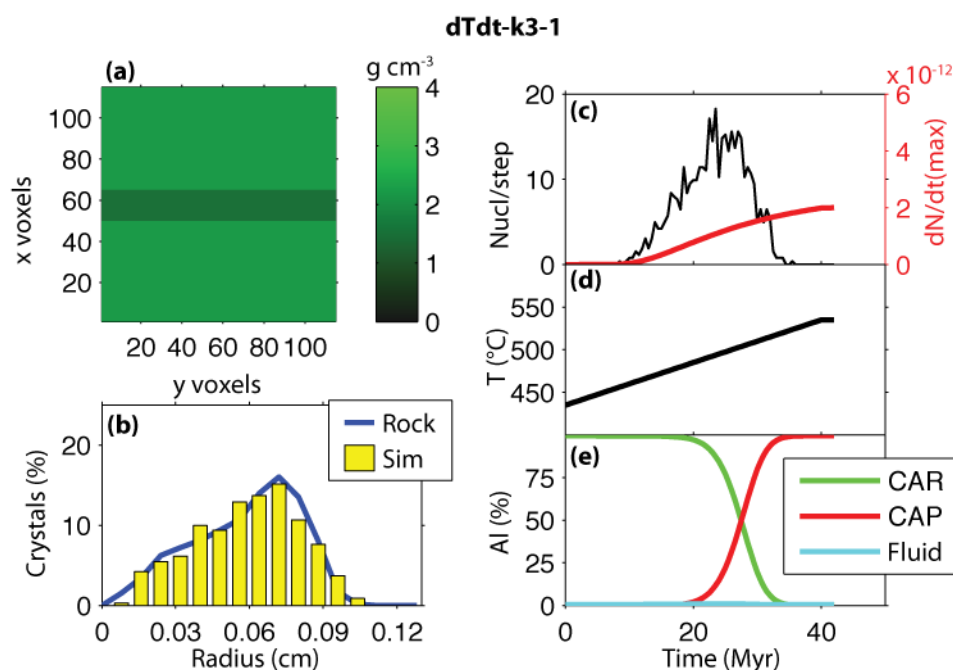 dTdt-k3-1
(a)
g cm-3
100
80
60
40
20
x voxels
20 40 60 80 100
y voxels
4
3
2
1
0
(b)
Rock
Sim
20
10
0
Crystals (%)
0 0.03 0.06 0.09 0.12
Radius (cm)
(c)
20
10
0
Nucl/step
x 10-12
6
4
2
0
dN/dt(max)
(d)
550
500
450
T (°C)
(e)
75
50
25
0
Al (%)
CAR
CAP
Fluid
0 20 40
Time (Myr)